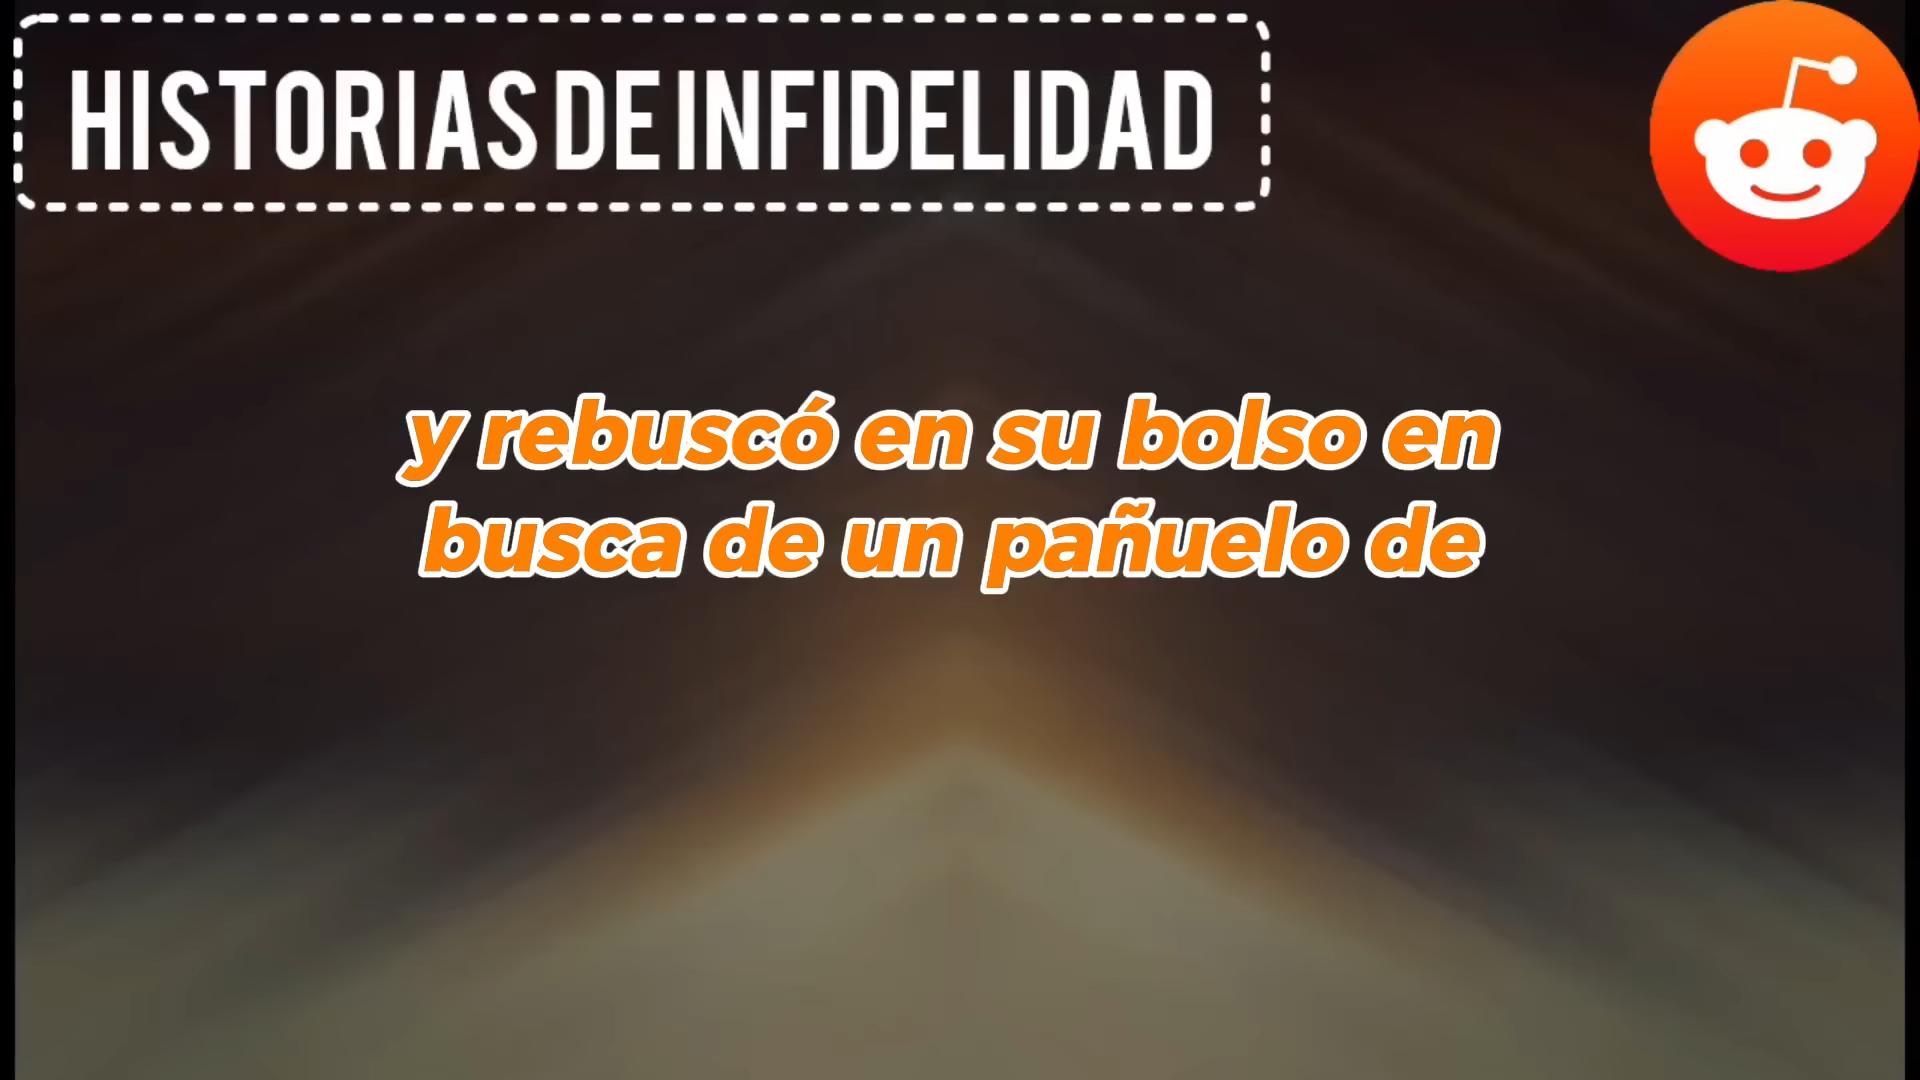 HISTORIAS DE INFIDELIDAD
y rebuscó en su bolso en
busca de un pañuelo de